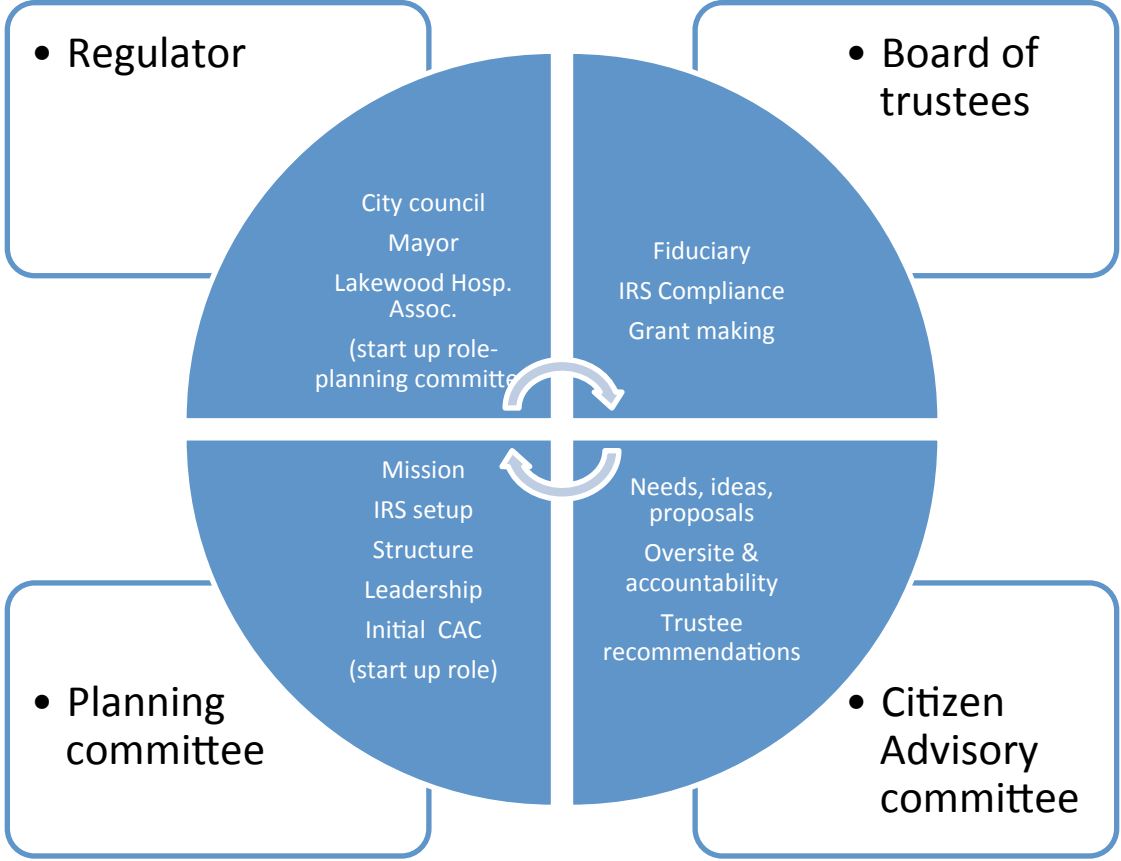 • Regulator
• Board of
trustees
City council
Mayor
Lakewood Hosp.
Assoc.
(start up role-
planning committe
Fiduciary
IRS Compliance
Grant making
Mission
IRS setup
Structure
Leadership
Initial CAC
(start up role)
Needs, ideas,
proposals
Oversite &
accountability
Trustee
recommendations
• Planning
committee
• Citizen
Advisory
committee